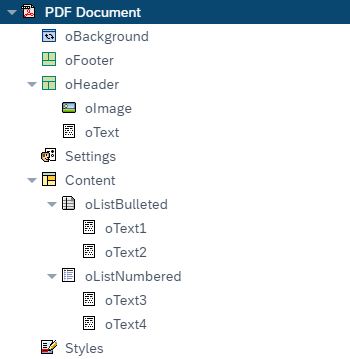 PDF Document
oBackground
oFooter
oHeader
oImage
oText
Settings
Content
oListBulleted
oText1
oText2
oListNumbered
oText3
oText4
Styles